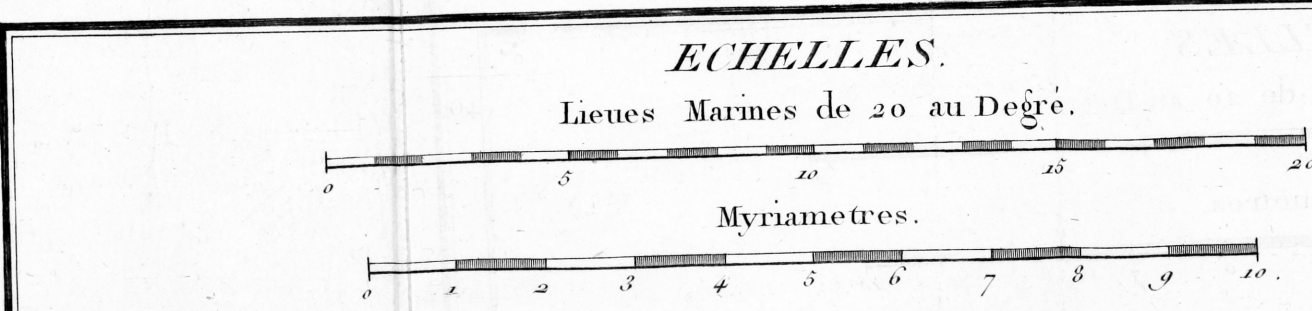 ECHELLES.
Lieues Marines de 20 au Degré.
0 5 10 15 20
Myriametres.
0 1 2 3 4 5 6 7 8 9 10.